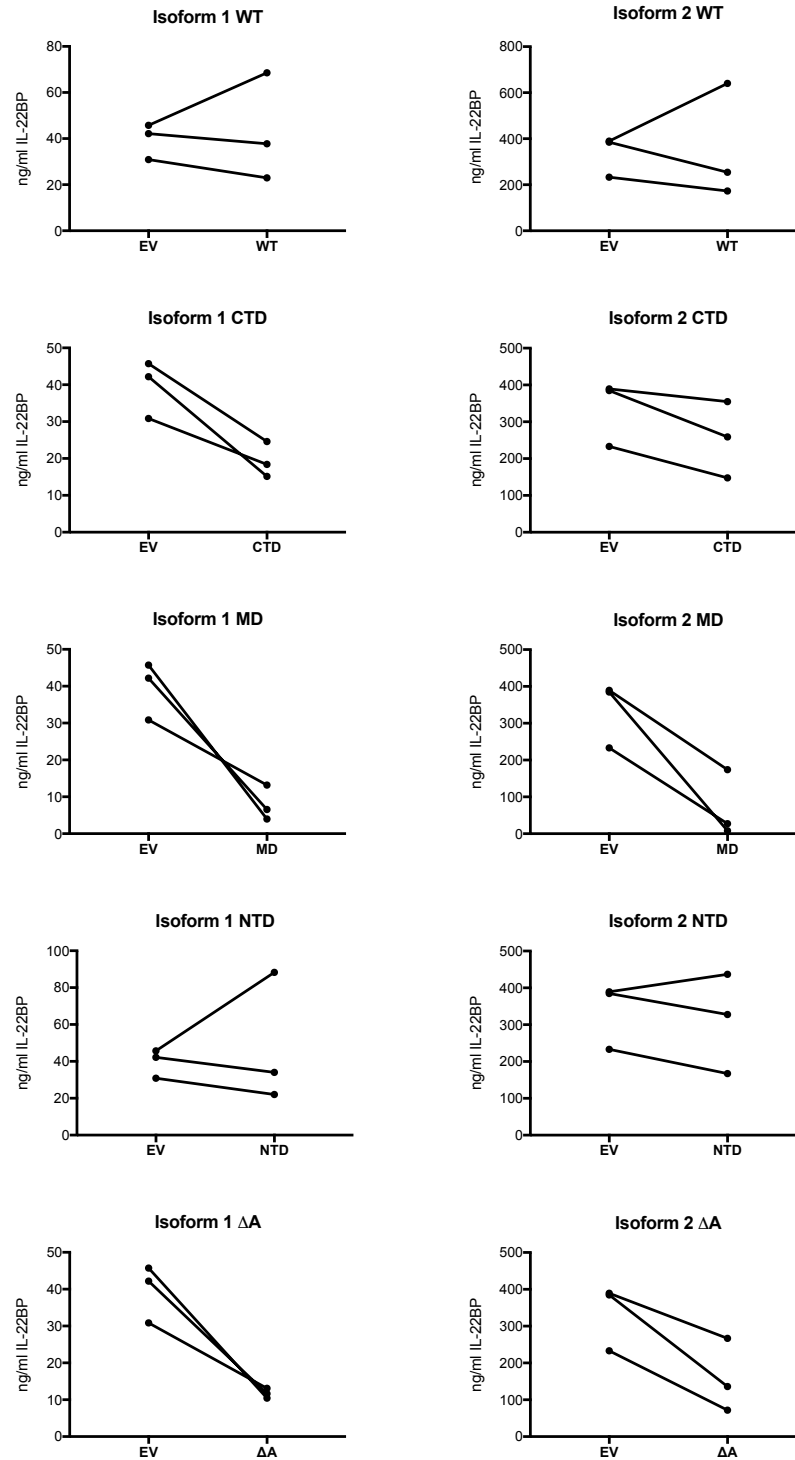 Isoform 1 WT
80
60
40
20
0
ng/ml IL-22BP
EV WT
Isoform 2 WT
800
600
400
200
0
ng/ml IL-22BP
EV WT
Isoform 1 CTD
50
40
30
20
10
0
ng/ml IL-22BP
EV CTD
Isoform 2 CTD
500
400
300
200
100
0
ng/ml IL-22BP
EV CTD
Isoform 1 MD
50
40
30
20
10
0
ng/ml IL-22BP
EV MD
Isoform 2 MD
500
400
300
200
100
0
ng/ml IL-22BP
EV MD
Isoform 1 NTD
100
80
60
40
20
0
ng/ml IL-22BP
EV NTD
Isoform 2 NTD
500
400
300
200
100
0
ng/ml IL-22BP
EV NTD
Isoform 1 ΔA
50
40
30
20
10
0
ng/ml IL-22BP
EV ΔA
Isoform 2 ΔA
500
400
300
200
100
0
ng/ml IL-22BP
EV ΔA